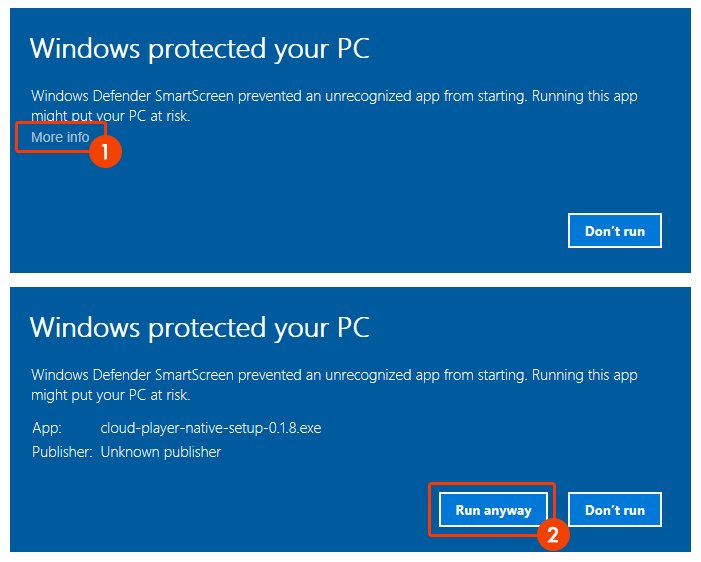 Windows protected your PC
Windows Defender SmartScreen prevented an unrecognized app from starting. Running this app
might put your PC at risk.
More info
1
Don't run
Windows protected your PC
Windows Defender SmartScreen prevented an unrecognized app from starting. Running this app
might put your PC at risk.
App: cloud-player-native-setup-0.1.8.exe
Publisher: Unknown publisher
Run anyway Don't run
2